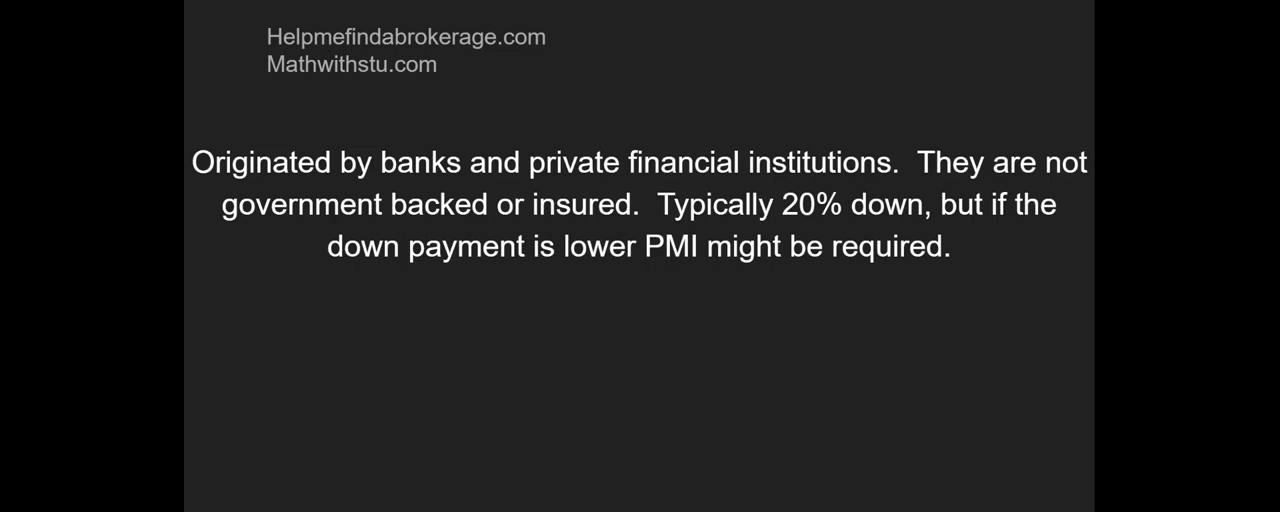 Helpmefindabrokerage.com
Mathwithstu.com
Originated by banks and private financial institutions.  They are not
government backed or insured.  Typically 20% down, but if the
down payment is lower PMI might be required.